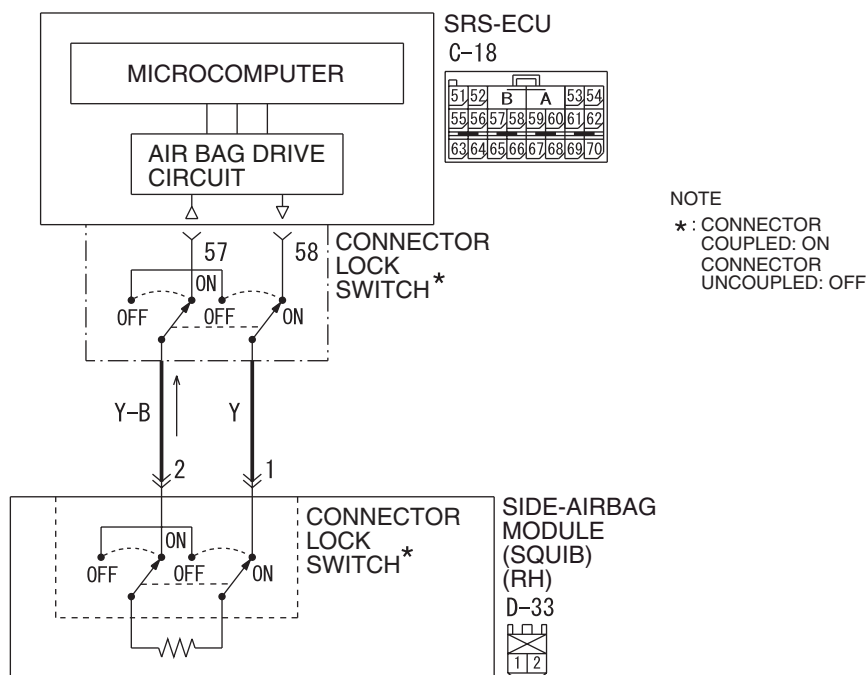 SRS-ECU
C-18
MICROCOMPUTER
AIR BAG DRIVE
CIRCUIT
51 52 B A 53 54
55 56 57 58 59 60 61 62
63 64 65 66 67 68 69 70
NOTE
* : CONNECTOR
COUPLED: ON
CONNECTOR
UNCOUPLED: OFF
57 58
CONNECTOR
LOCK
SWITCH*
ON
OFF OFF ON
Y-B Y
2 1
SIDE-AIRBAG
MODULE
(SQUIB)
(RH)
D-33
1 2
CONNECTOR
LOCK
SWITCH*
ON
OFF OFF ON